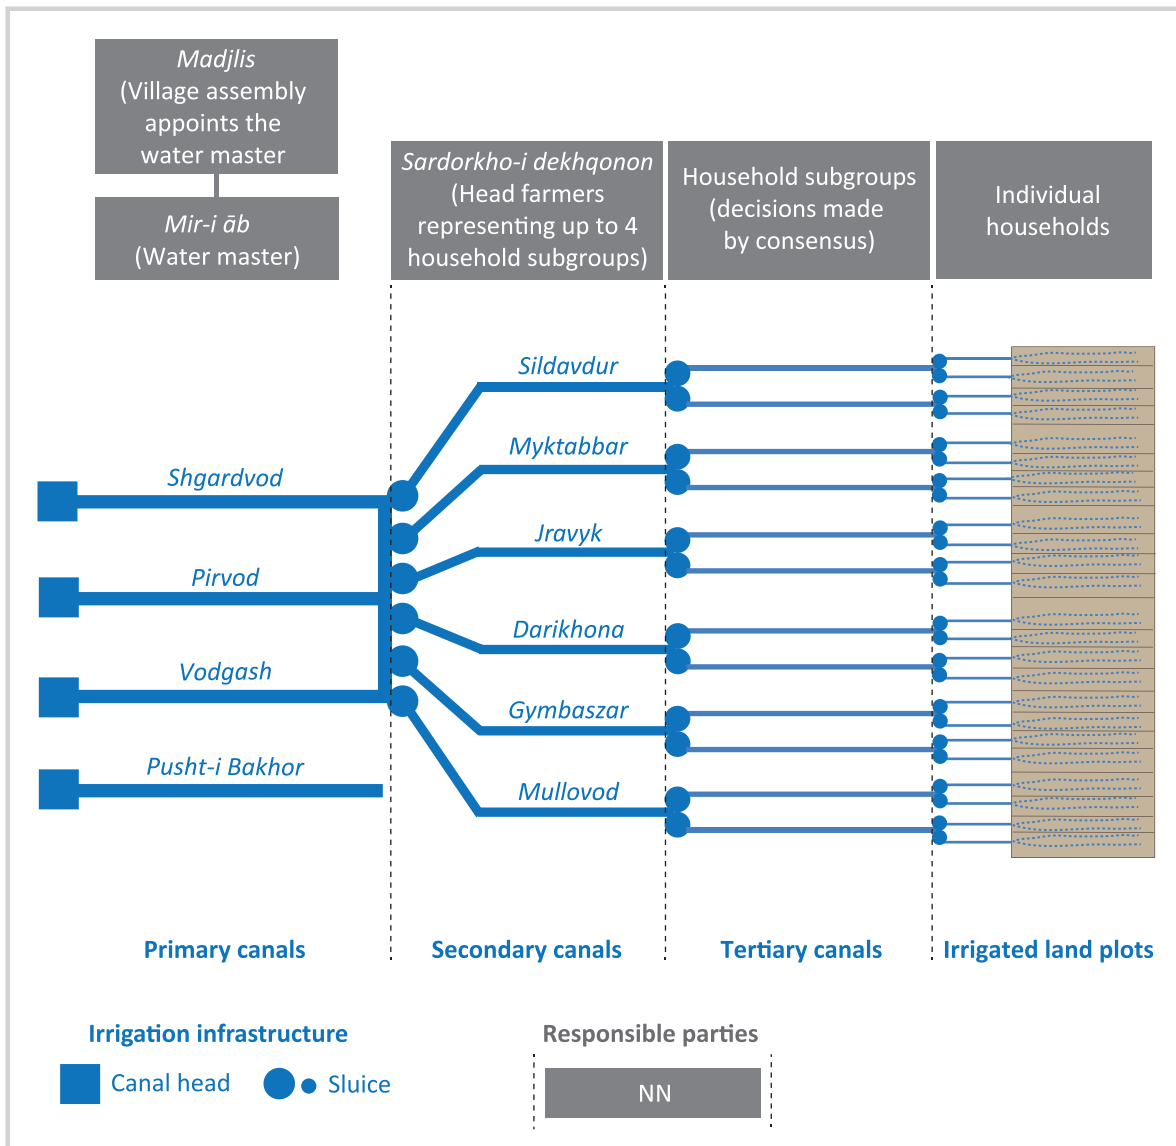 Madjlis
(Village assembly
appoints the
water master
Mir-i āb
(Water master)
Sardorkho-i dekhqonon
(Head farmers
representing up to 4
household subgroups)
Household subgroups
(decisions made
by consensus)
Individual
households
Shgardvod
Pirvod
Vodgash
Pusht-i Bakhor
Sildavdur
Myktabbar
Jravyk
Darikhona
Gymbaszar
Mullovod
Primary canals
Secondary canals
Tertiary canals
Irrigated land plots
Irrigation infrastructure
Canal head
Sluice
Responsible parties
NN